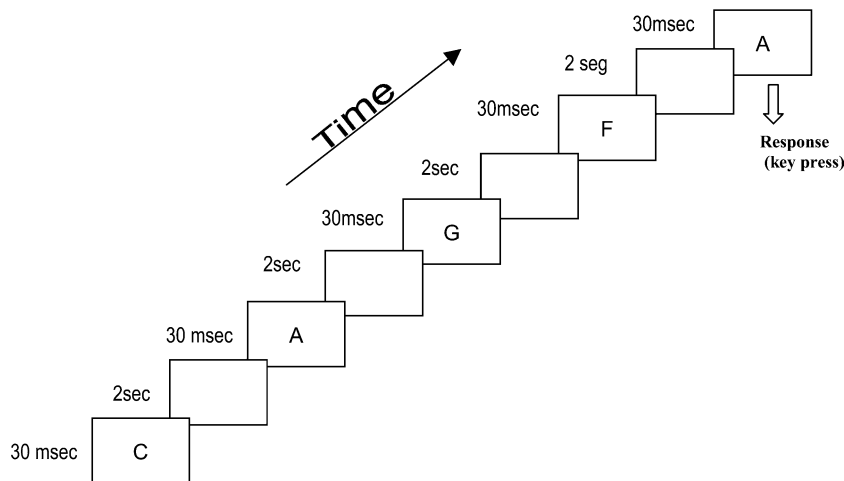 30msec
A
2 seg
30msec
F
Response
(key press)
Time
2sec
30msec
G
2sec
30 msec
A
2sec
30 msec
C